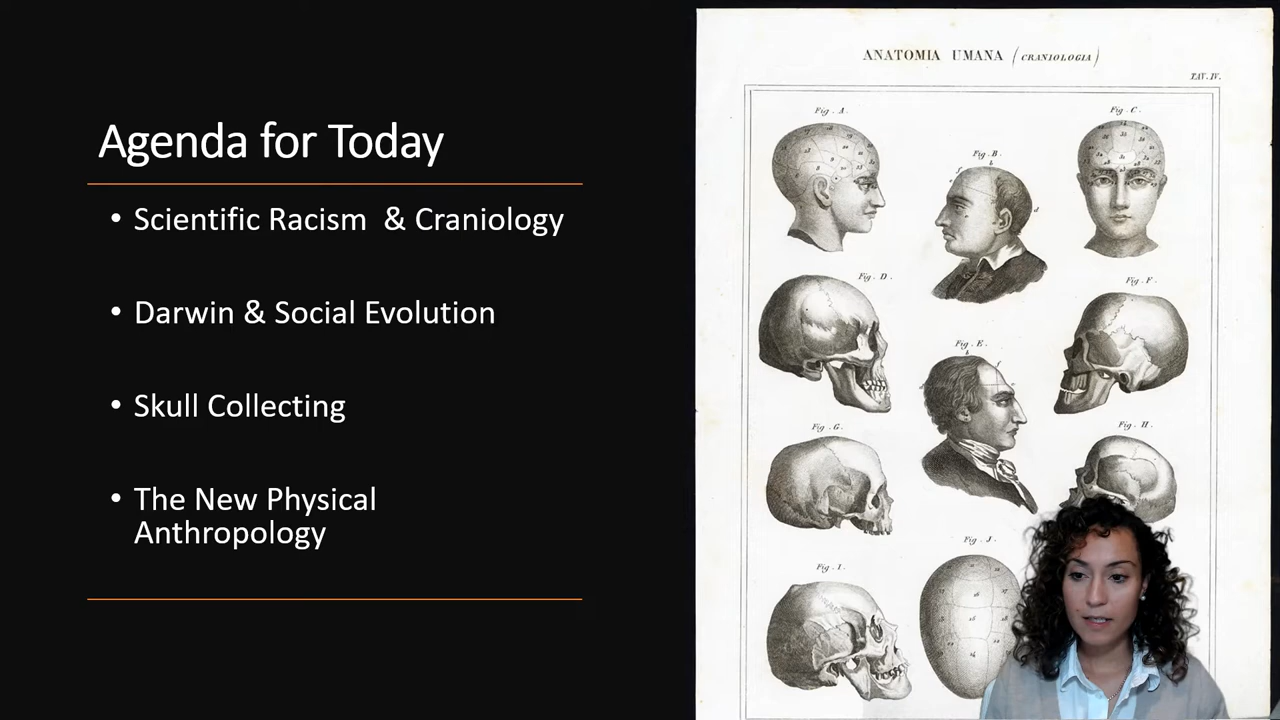 Agenda for Today
• Scientific Racism & Craniology
• Darwin & Social Evolution
• Skull Collecting
• The New Physical
Anthropology
ANATOMIA UMANA (CRANIOLOGIA)
TAV. IV.
Fig. A.
Fig. B.
Fig. C.
Fig. D.
Fig. F.
Fig. E.
Fig. G.
Fig. H.
Fig. J.
Fig. I.